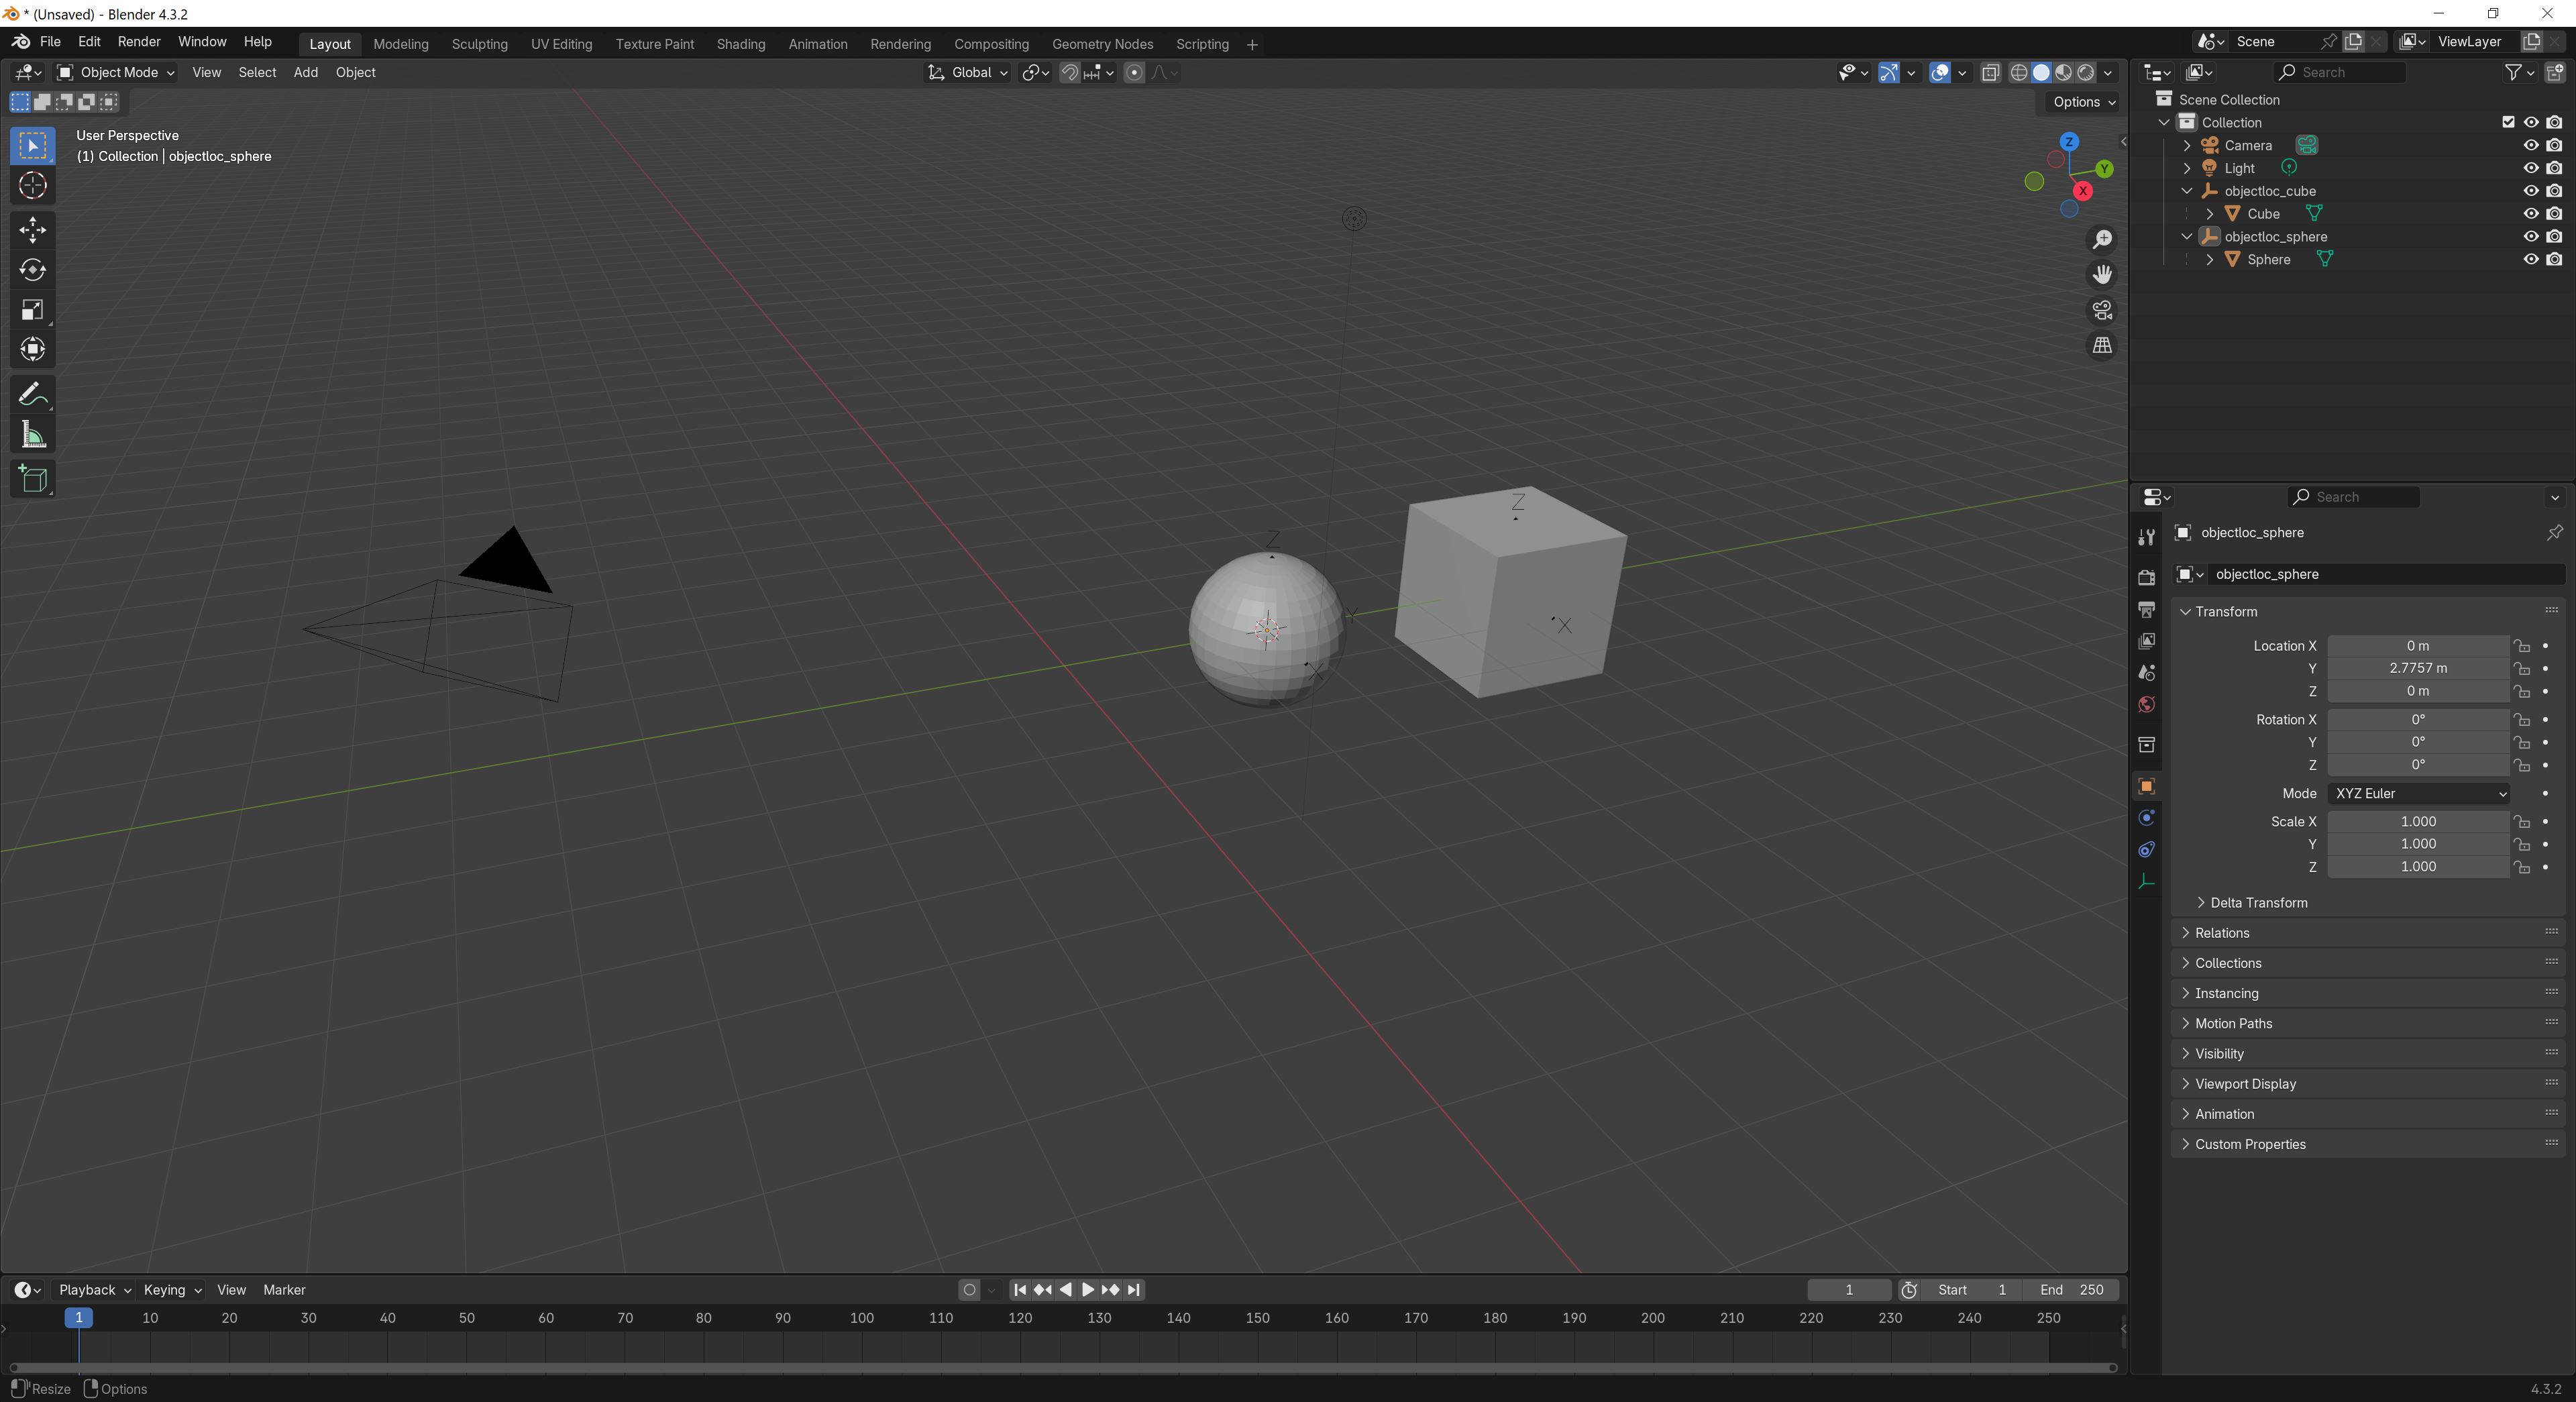 * (Unsaved) - Blender 4.3.2
File Edit Render Window Help Layout Modeling Sculpting UV Editing Texture Paint Shading Animation Rendering Compositing Geometry Nodes Scripting + Scene ViewLayer
Object Mode View Select Add Object Global Search
Options
User Perspective
(1) Collection | objectloc_sphere
Z
Y
X
Z
Z
X
Y
X
Scene Collection
Collection
Camera
Light
objectloc_cube
Cube
objectloc_sphere
Sphere
Search
objectloc_sphere
objectloc_sphere
Transform
Location X 0 m
Y 2.7757 m
Z 0 m
Rotation X 0°
Y 0°
Z 0°
Mode XYZ Euler
Scale X 1.000
Y 1.000
Z 1.000
Delta Transform
Relations
Collections
Instancing
Motion Paths
Visibility
Viewport Display
Animation
Custom Properties
Playback Keying View Marker 1 Start 1 End 250
1 10 20 30 40 50 60 70 80 90 100 110 120 130 140 150 160 170 180 190 200 210 220 230 240 250
Resize Options 4.3.2